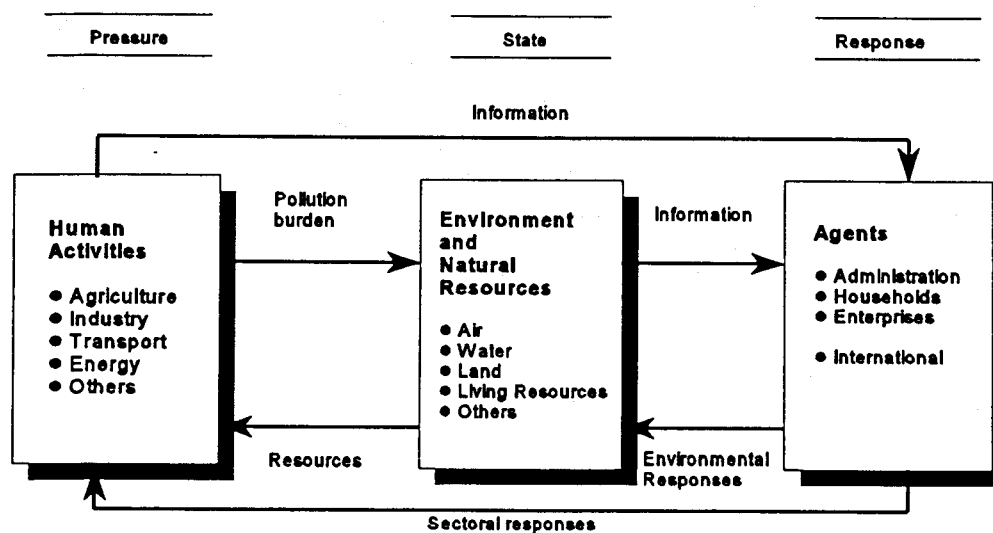 Pressure
State
Response
Information
Human
Activities
● Agriculture
● Industry
● Transport
● Energy
● Others
Pollution
burden
Environment
and
Natural
Resources
● Air
● Water
● Land
● Living Resources
● Others
Information
Agents
● Administration
● Households
● Enterprises
● International
Resources
Environmental
Responses
Sectoral responses